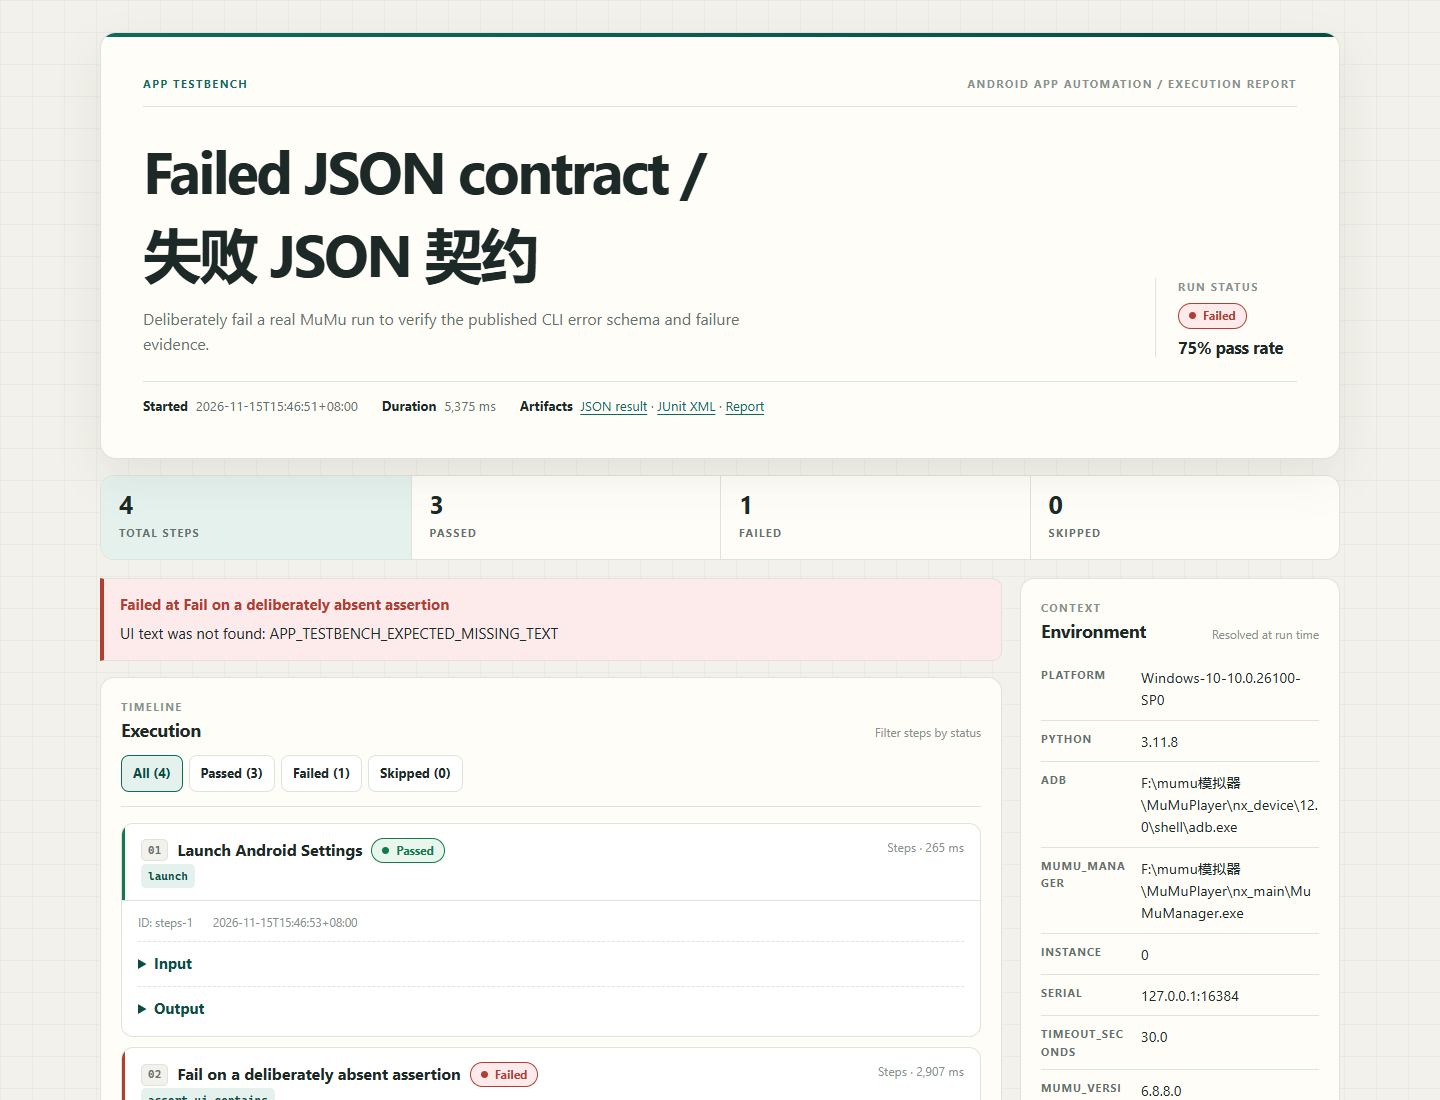 APP TESTBENCH
ANDROID APP AUTOMATION / EXECUTION REPORT
Failed JSON contract /
失败 JSON 契约
Deliberately fail a real MuMu run to verify the published CLI error schema and failure
evidence.
RUN STATUS
Failed
75% pass rate
Started 2026-11-15T15:46:51+08:00 Duration 5,375 ms Artifacts JSON result · JUnit XML · Report
4
TOTAL STEPS
3
PASSED
1
FAILED
0
SKIPPED
Failed at Fail on a deliberately absent assertion
UI text was not found: APP_TESTBENCH_EXPECTED_MISSING_TEXT
TIMELINE
Execution
Filter steps by status
All (4)
Passed (3)
Failed (1)
Skipped (0)
01 Launch Android Settings Passed
Steps · 265 ms
launch
ID: steps-1 2026-11-15T15:46:53+08:00
Input
Output
02 Fail on a deliberately absent assertion Failed
Steps · 2,907 ms
assert_ui_contains
CONTEXT
Environment
Resolved at run time
PLATFORM
Windows-10-10.0.26100-
SP0
PYTHON
3.11.8
ADB
F:\mumu模拟器
\MuMuPlayer\nx_device\12.
0\shell\adb.exe
MUMU_MANA
GER
F:\mumu模拟器
\MuMuPlayer\nx_main\Mu
MuManager.exe
INSTANCE
0
SERIAL
127.0.0.1:16384
TIMEOUT_SEC
ONDS
30.0
MUMU_VERSI
6.8.8.0